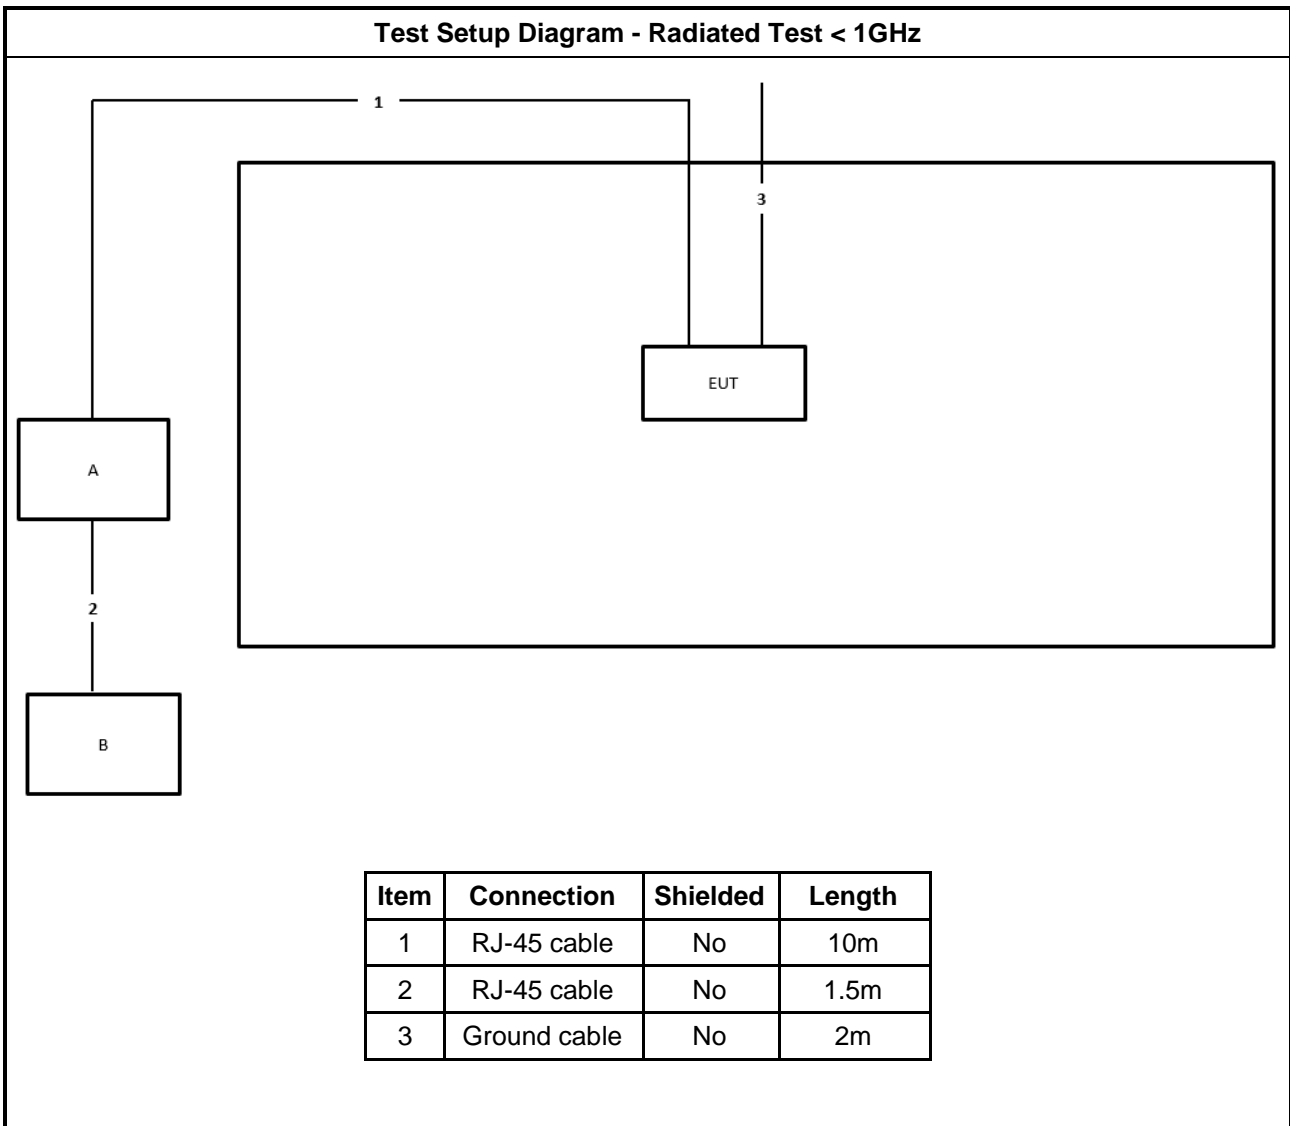 Test Setup Diagram - Radiated Test < 1GHz
1
3
EUT
A
2
B
Item Connection Shielded Length
1 RJ-45 cable No 10m
2 RJ-45 cable No 1.5m
3 Ground cable No 2m